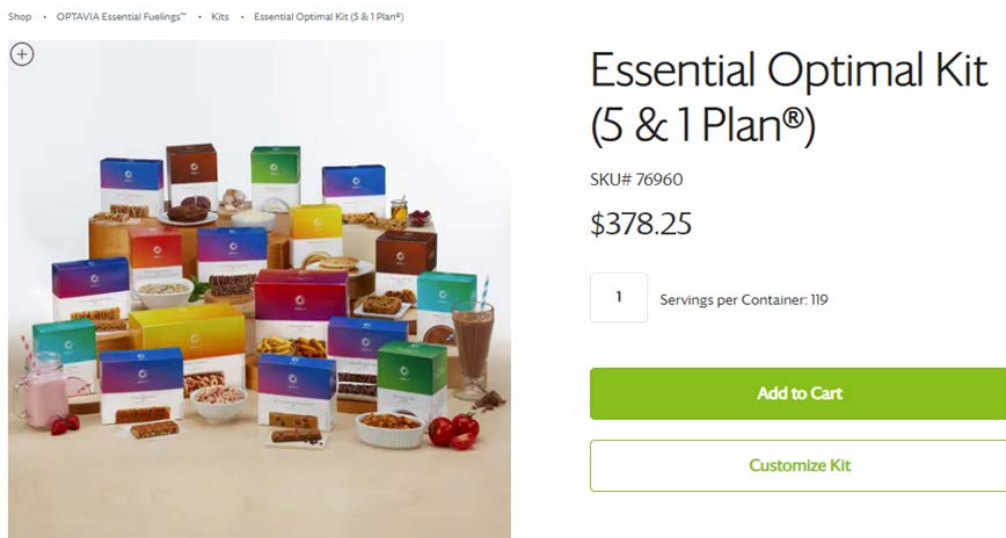 Shop • OPTAVIA Essential Fuelings™ • Kits • Essential Optimal Kit (5 & 1 Plan®)
Essential Optimal Kit
(5 & 1 Plan®)
SKU# 76960
$378.25
1 Servings per Container: 119
Add to Cart
Customize Kit